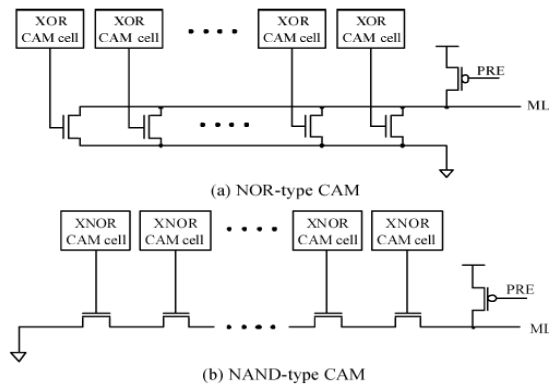 XOR XOR XOR XOR
CAM cell CAM cell CAM cell CAM cell
PRE
ML
(a) NOR-type CAM
XNOR XNOR XNOR XNOR
CAM cell CAM cell CAM cell CAM cell
PRE
ML
(b) NAND-type CAM